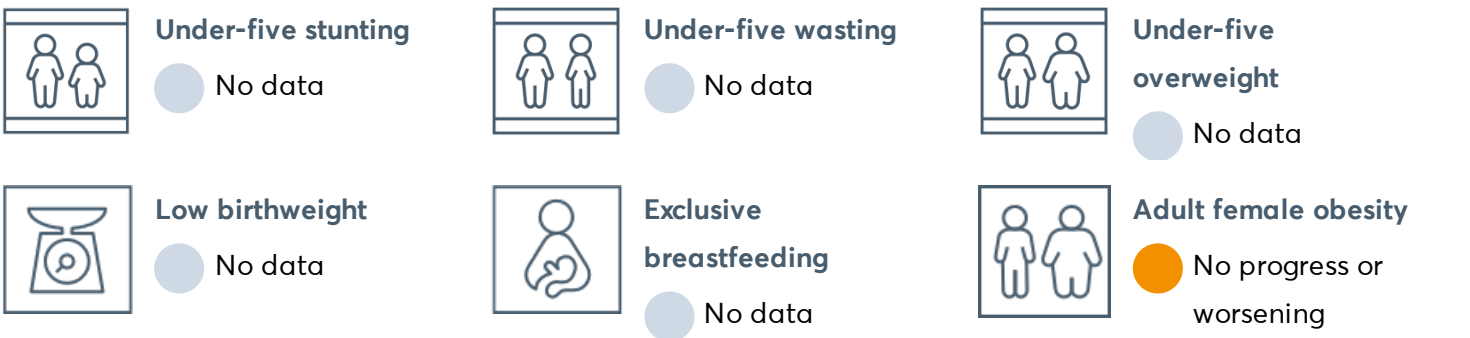 Under-five stunting
No data
Under-five wasting
No data
Under-five
overweight
No data
Low birthweight
No data
Exclusive
breastfeeding
No data
Adult female obesity
No progress or
worsening